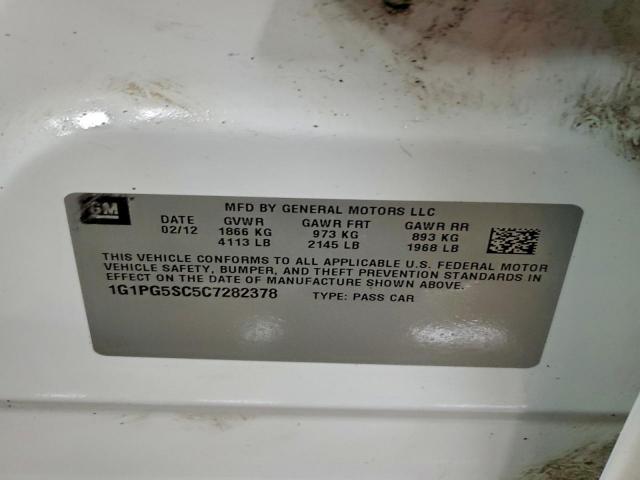 GM
MFD BY GENERAL MOTORS LLC
DATE GVWR GAWR FRT GAWR RR
02/12 1866 KG 973 KG 893 KG
4113 LB 2145 LB 1968 LB
THIS VEHICLE CONFORMS TO ALL APPLICABLE U.S. FEDERAL MOTOR
VEHICLE SAFETY, BUMPER, AND THEFT PREVENTION STANDARDS IN
EFFECT ON THE DATE OF MANUFACTURE SHOWN ABOVE.
1G1PG5SC5C7282378 TYPE: PASS CAR